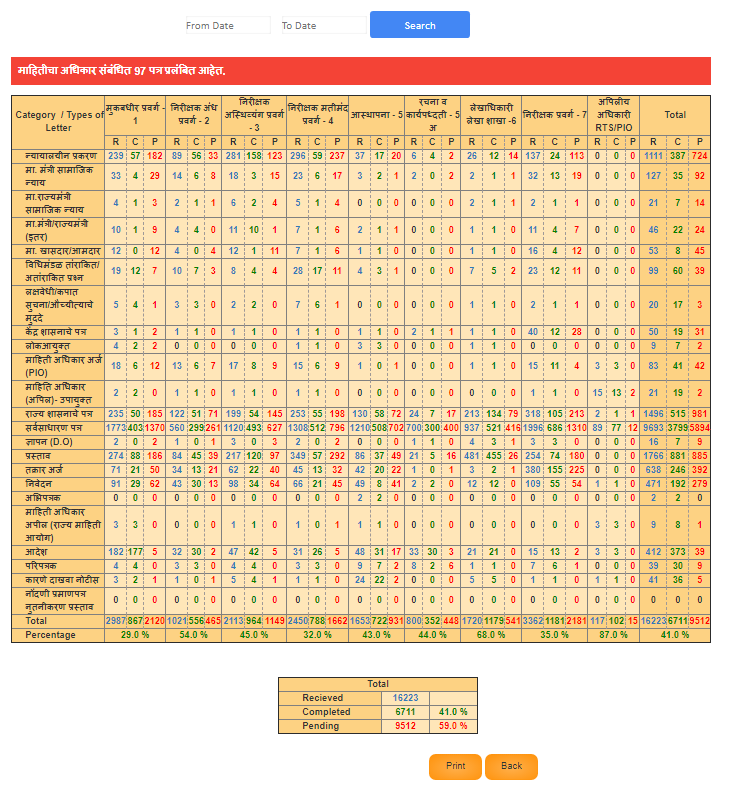 From Date To Date Search
माहितीचा अधिकार संबंधित 97 पत्र प्रलंबित आहेत.
Category / Types of Letter मुकबधीर प्रवर्ग - 1 निरीक्षक अंध प्रवर्ग - 2 निरीक्षक अस्थिव्यंग प्रवर्ग - 3 निरीक्षक मतीमंद प्रवर्ग - 4 आस्थापना - 5 रचना व कार्यपध्दती - 5 अ लेखाधिकारी लेखा शाखा -6 निरीक्षक प्रवर्ग - 7 अपिलीय अधिकारी RTS/PIO Total
R C P R C P R C P R C P R C P R C P R C P R C P R C P R C P
न्यायालयीन प्रकरण 239 57 182 89 56 33 281 158 123 296 59 237 37 17 20 6 4 2 26 12 14 137 24 113 0 0 0 1111 387 724
मा. मंत्री सामाजिक न्याय 33 4 29 14 6 8 18 3 15 23 6 17 3 2 1 2 0 2 2 1 1 32 13 19 0 0 0 127 35 92
मा.राज्यमंत्री सामाजिक न्याय 4 1 3 2 1 1 6 2 4 5 1 4 0 0 0 0 0 0 2 1 1 2 1 1 0 0 0 21 7 14
मा.मंत्री/राज्यमंत्री (इतर) 10 1 9 4 4 0 11 10 1 7 1 6 2 1 1 0 0 0 1 1 0 11 4 7 0 0 0 46 22 24
मा. खासदार/आमदार 12 0 12 4 0 4 12 1 11 7 1 6 1 1 0 0 0 0 1 1 0 16 4 12 0 0 0 53 8 45
विधिमंडळ तांराकित/अतांराकित प्रश्न 19 12 7 10 7 3 8 4 4 28 17 11 4 3 1 0 0 0 7 5 2 23 12 11 0 0 0 99 60 39
लक्षवेधी/कपात सुचना/औच्यीत्याचे मुददे 5 4 1 3 3 0 2 2 0 7 6 1 0 0 0 0 0 0 1 1 0 2 1 1 0 0 0 20 17 3
केंद्र शासनाचे पत्र 3 1 2 1 1 0 1 1 0 1 1 0 1 1 0 2 1 1 1 1 0 40 12 28 0 0 0 50 19 31
लोकआयुक्त 4 2 2 0 0 0 0 0 0 1 1 0 3 3 0 0 0 0 1 1 0 0 0 0 0 0 0 9 7 2
माहिती अधिकार अर्ज (PIO) 18 6 12 13 6 7 17 8 9 15 6 9 1 0 1 0 0 0 1 1 0 15 11 4 3 3 0 83 41 42
माहिति अधिकार (अपिल)- उपायुक्त 2 2 0 1 1 0 1 1 0 1 1 0 0 0 0 0 0 0 0 0 0 1 1 0 15 13 2 21 19 2
राज्य शासनाचे पत्र 235 50 185 122 51 71 199 54 145 253 55 198 130 58 72 24 7 17 213 134 79 318 105 213 2 1 1 1496 515 981
सर्वसाधारण पत्र 1773 403 1370 560 299 261 1120 493 627 1308 512 796 1210 508 702 700 300 400 937 521 416 1996 686 1310 89 77 12 9693 3799 5894
ज्ञापन (D.O) 2 0 2 1 0 1 3 0 3 2 0 2 0 0 0 1 1 0 4 3 1 3 3 0 0 0 0 16 7 9
प्रस्ताव 274 88 186 84 45 39 217 120 97 349 57 292 86 37 49 21 5 16 481 455 26 254 74 180 0 0 0 1766 881 885
तक्रार अर्ज 71 21 50 34 13 21 62 22 40 45 13 32 42 20 22 1 0 1 3 2 1 380 155 225 0 0 0 638 246 392
निवेदन 91 29 62 43 30 13 98 34 64 66 21 45 49 8 41 2 2 0 12 12 0 109 55 54 1 1 0 471 192 279
अभिपत्रक 0 0 0 0 0 0 0 0 0 0 0 0 2 2 0 0 0 0 0 0 0 0 0 0 0 0 0 2 2 0
माहिती अधिकार अपील (राज्य माहिती आयोग) 3 3 0 0 0 0 1 1 0 1 0 1 1 1 0 0 0 0 0 0 0 0 0 0 3 3 0 9 8 1
आदेश 182 177 5 32 30 2 47 42 5 31 26 5 48 31 17 33 30 3 21 21 0 15 13 2 3 3 0 412 373 39
परिपत्रक 4 4 0 3 3 0 4 4 0 3 3 0 9 7 2 8 2 6 1 1 0 7 6 1 0 0 0 39 30 9
कारणे दाखवा नोटीस 3 2 1 1 0 1 5 4 1 1 1 0 24 22 2 0 0 0 5 5 0 1 1 0 1 1 0 41 36 5
नोंदणी प्रमाणपत्र नुतनीकरण प्रस्ताव 0 0 0 0 0 0 0 0 0 0 0 0 0 0 0 0 0 0 0 0 0 0 0 0 0 0 0 0 0 0
Total 2987 867 2120 1021 556 465 2113 964 1149 2450 788 1662 1653 722 931 800 352 448 1720 1179 541 3362 1181 2181 117 102 15 16223 6711 9512
Percentage 29.0 % 54.0 % 45.0 % 32.0 % 43.0 % 44.0 % 68.0 % 35.0 % 87.0 % 41.0 %
Total
Recieved 16223
Completed 6711 41.0 %
Pending 9512 59.0 %
Print Back